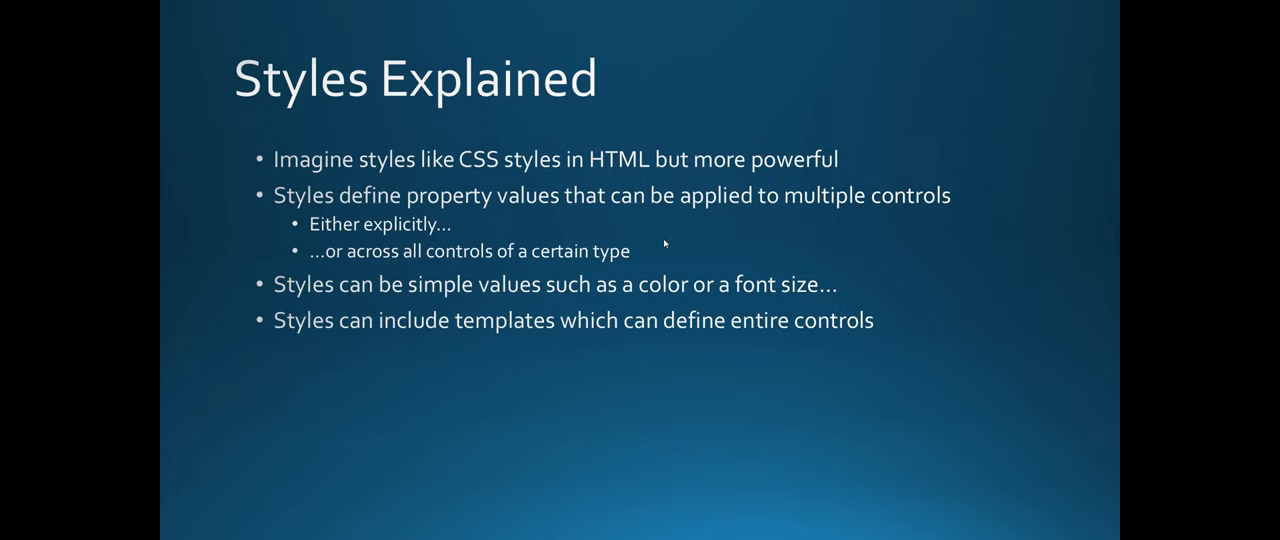 Styles Explained
• Imagine styles like CSS styles in HTML but more powerful
• Styles define property values that can be applied to multiple controls
• Either explicitly...
• ...or across all controls of a certain type
• Styles can be simple values such as a color or a font size...
• Styles can include templates which can define entire controls